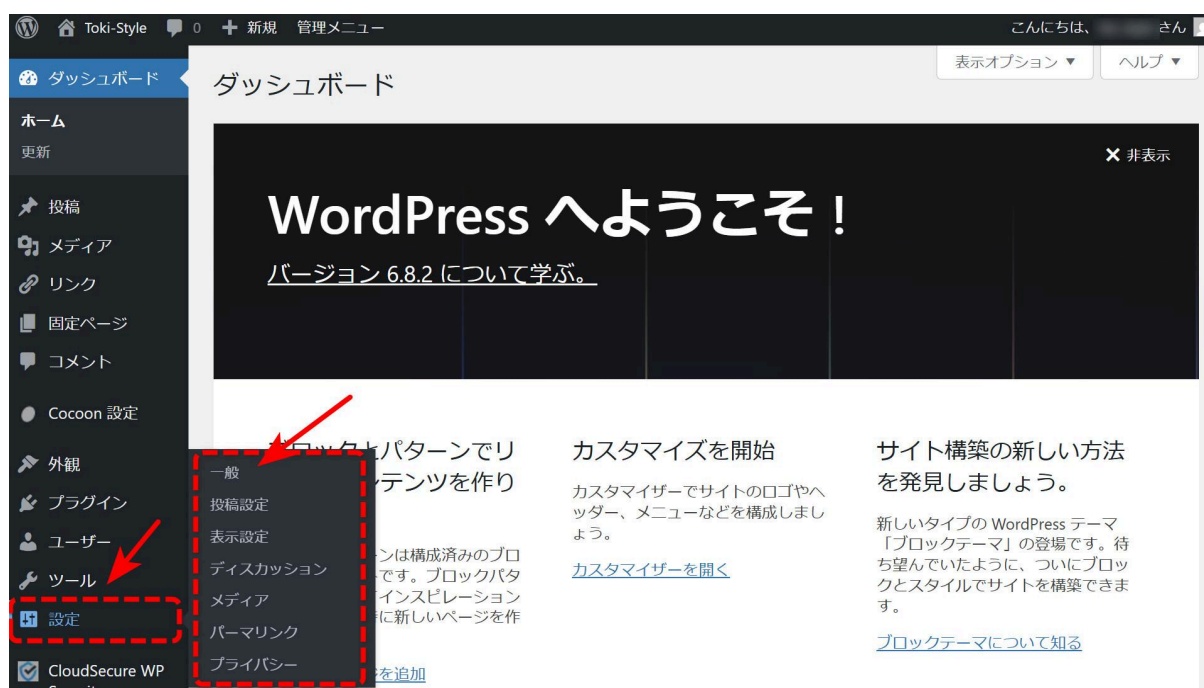 Toki-Style 0 新規 管理メニュー
こんにちは、 さん
ダッシュボード
ホーム
更新
投稿
メディア
リンク
固定ページ
コメント
Cocoon 設定
外観
プラグイン
ユーザー
ツール
設定
CloudSecure WP
一般
投稿設定
表示設定
ディスカッション
メディア
パーマリンク
プライバシー
表示オプション ▼
ヘルプ ▼
ダッシュボード
非表示
WordPress へようこそ！
バージョン 6.8.2 について学ぶ。
ブロックとパターンでリ
テンツを作り
ンは構成済みのブロ
です。ブロックパタ
インスピレーション
に新しいページを作
を追加
カスタマイズを開始
カスタマイザーでサイトのロゴやヘ
ッダー、メニューなどを構成しまし
ょう。
カスタマイザーを開く
サイト構築の新しい方法
を発見しましょう。
新しいタイプの WordPress テーマ
「ブロックテーマ」の登場です。待
ち望んでいたように、ついにブロッ
クとスタイルでサイトを構築できま
す。
ブロックテーマについて知る